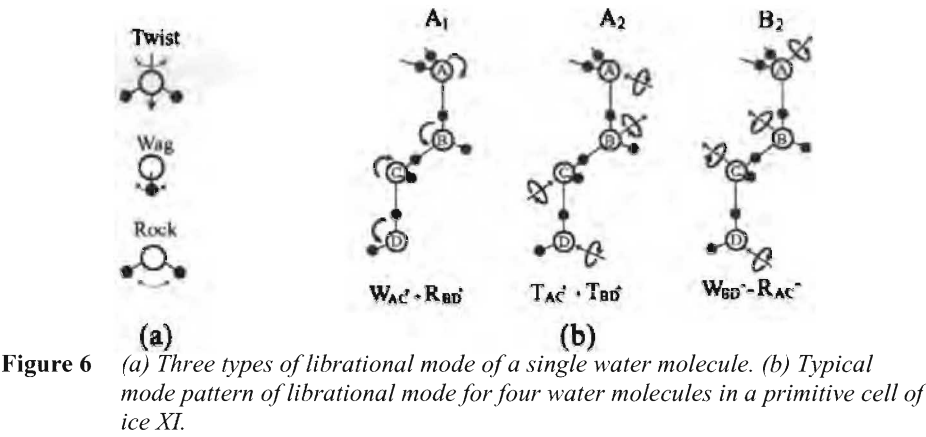 A₁ A₂ B₂
Twist
A A A
B B B
Wag
C C C
Rock
D D D
(a) (b)
Figure 6 (a) Three types of librational mode of a single water molecule. (b) Typical
mode pattern of librational mode for four water molecules in a primitive cell of
ice XI.